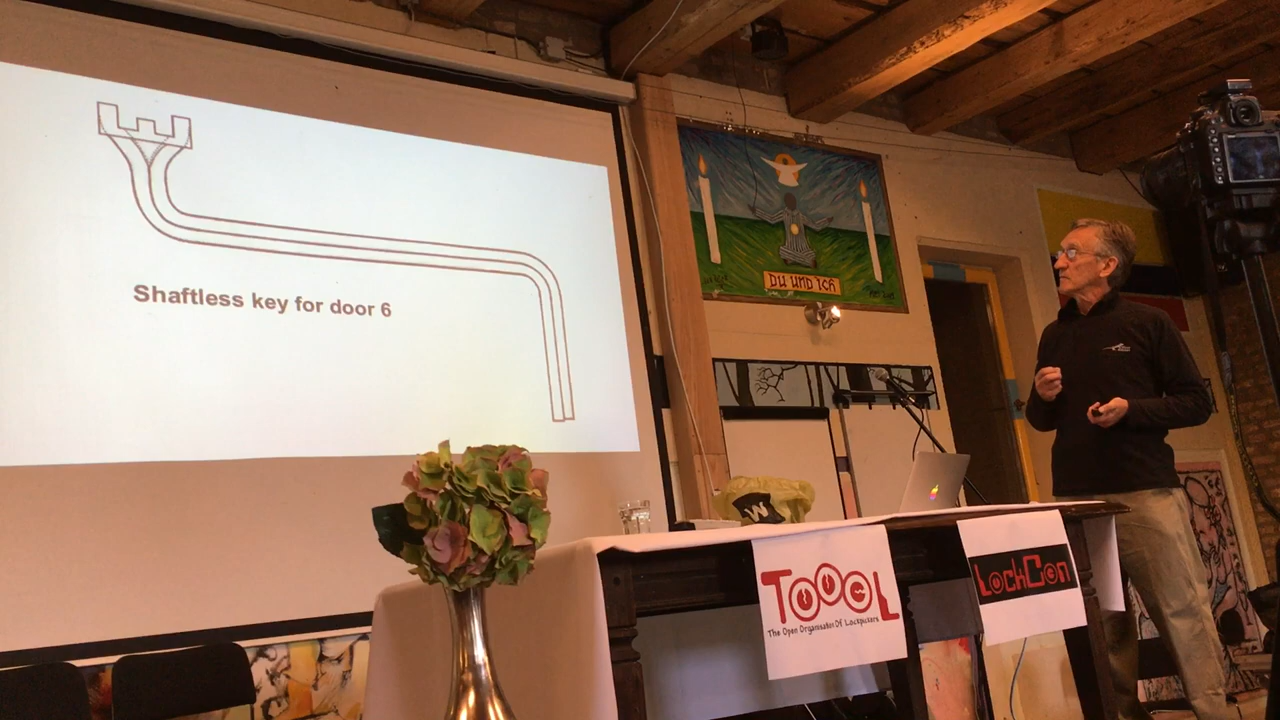 Shaftless key for door 6
DU UND ICH
W
TOOOL
The Open Organisation Of Lockpickers
LockCon